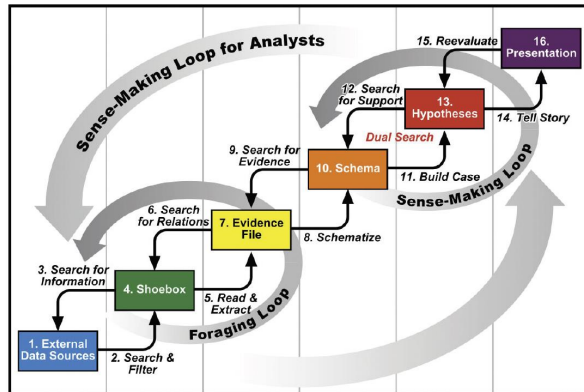 Sense-Making Loop for Analysts
15. Reevaluate
16.
Presentation
12. Search
for Support
13.
Hypotheses
14. Tell Story
Dual Search
9. Search for
Evidence
10. Schema
11. Build Case
Sense-Making Loop
6. Search
for Relations
7. Evidence
File
8. Schematize
3. Search for
Information
4. Shoebox
5. Read &
Extract
Foraging Loop
1. External
Data Sources
2. Search &
Filter